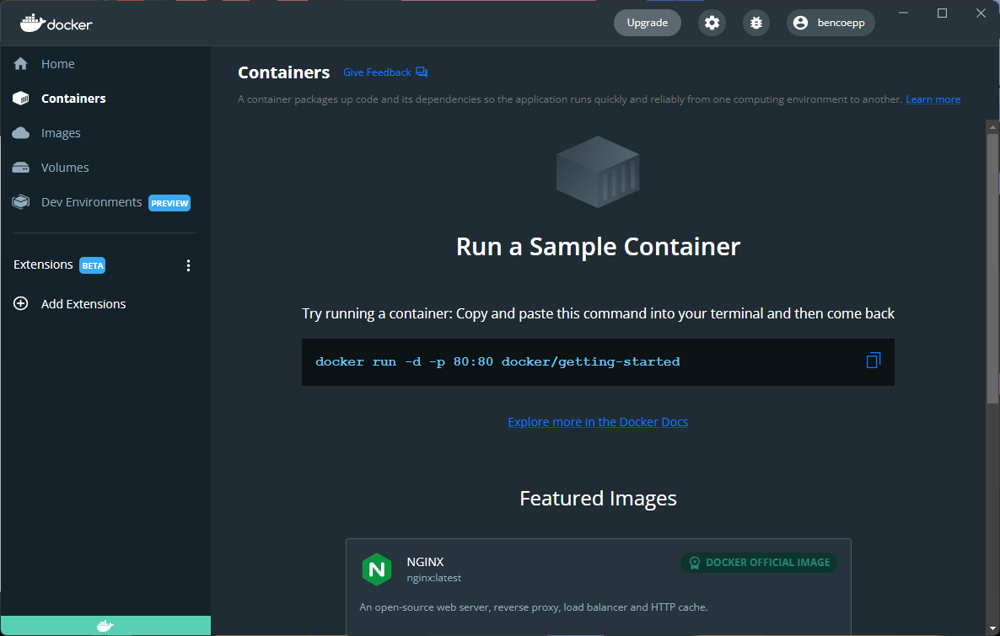 docker
Upgrade
bencoepp
Home
Containers
Images
Volumes
Dev Environments PREVIEW
Extensions BETA
Add Extensions
Containers Give Feedback
A container packages up code and its dependencies so the application runs quickly and reliably from one computing environment to another. Learn more
Run a Sample Container
Try running a container: Copy and paste this command into your terminal and then come back
docker run -d -p 80:80 docker/getting-started
Explore more in the Docker Docs
Featured Images
N
NGINX
DOCKER OFFICIAL IMAGE
nginx:latest
An open-source web server, reverse proxy, load balancer and HTTP cache.